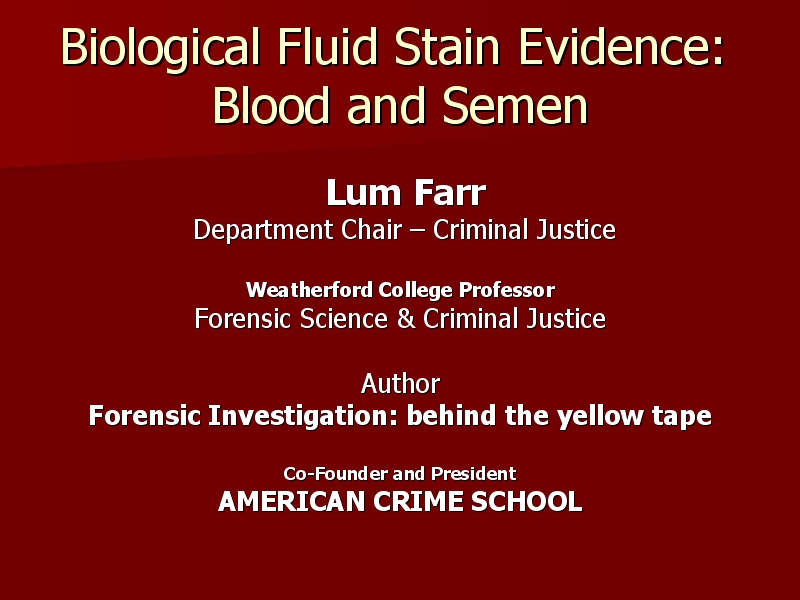 Biological Fluid Stain Evidence:
Blood and Semen
Lum Farr
Department Chair – Criminal Justice
Weatherford College Professor
Forensic Science & Criminal Justice
Author
Forensic Investigation: behind the yellow tape
Co-Founder and President
AMERICAN CRIME SCHOOL